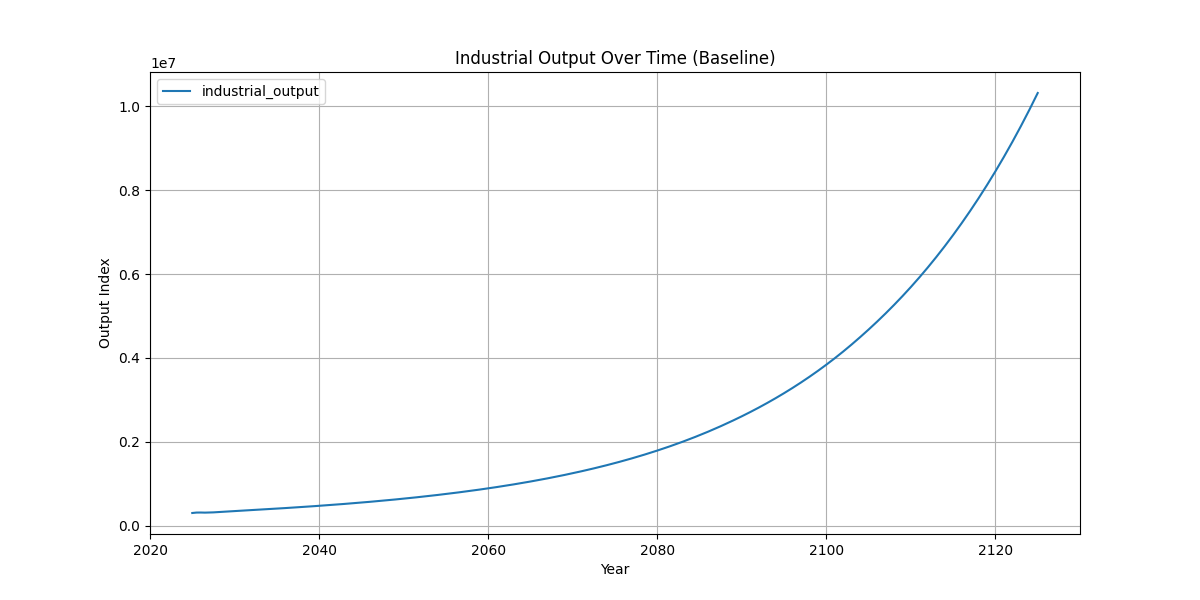 Industrial Output Over Time (Baseline)
1e7
industrial_output
1.0
0.8
0.6
0.4
0.2
0.0
Output Index
2020 2040 2060 2080 2100 2120
Year